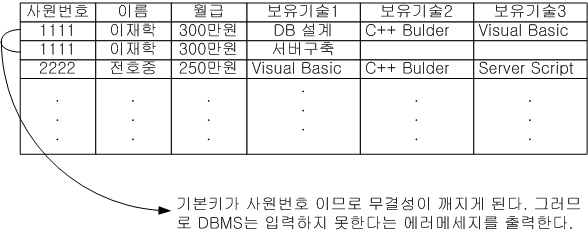 사원번호 이름 월급 보유기술1 보유기술2 보유기술3
1111 이재학 300만원 DB 설계 C++ Bulder Visual Basic
1111 이재학 300만원 서버구축
2222 전호중 250만원 Visual Basic C++ Bulder Server Script
. . . . . .
. . . . . .
. . . . . .
기본키가 사원번호 이므로 무결성이 깨지게 된다. 그러므
로 DBMS는 입력하지 못한다는 에러메세지를 출력한다.